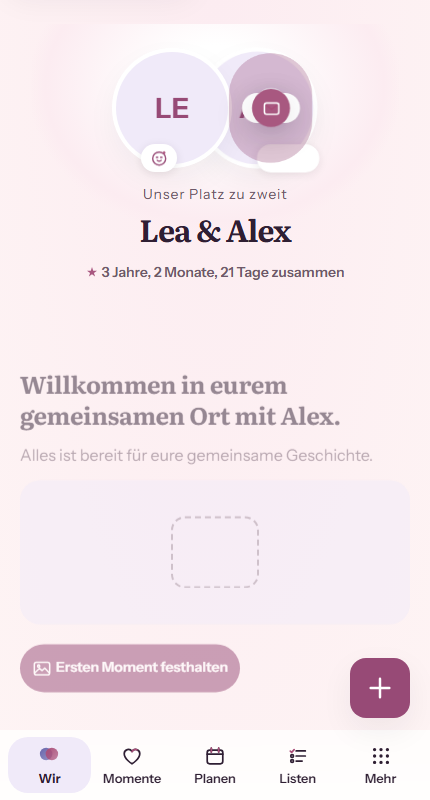 LE
Unser Platz zu zweit
Lea & Alex
★ 3 Jahre, 2 Monate, 21 Tage zusammen
Willkommen in eurem
gemeinsamen Ort mit Alex.
Alles ist bereit für eure gemeinsame Geschichte.
Ersten Moment festhalten
Wir
Momente
Planen
Listen
Mehr